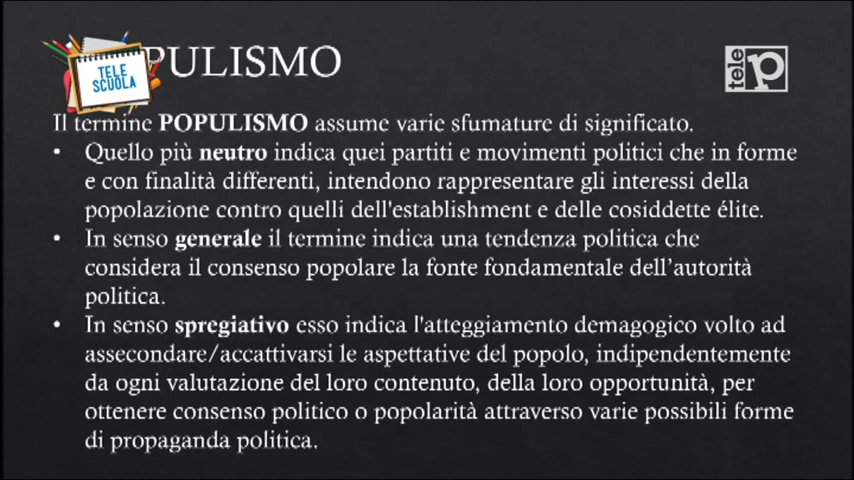 PULISMO
TELE
SCUOLA
tele p
Il termine POPULISMO assume varie sfumature di significato.
• Quello più neutro indica quei partiti e movimenti politici che in forme
e con finalità differenti, intendono rappresentare gli interessi della
popolazione contro quelli dell'establishment e delle cosiddette élite.
• In senso generale il termine indica una tendenza politica che
considera il consenso popolare la fonte fondamentale dell’autorità
politica.
• In senso spregiativo esso indica l'atteggiamento demagogico volto ad
assecondare/accattivarsi le aspettative del popolo, indipendentemente
da ogni valutazione del loro contenuto, della loro opportunità, per
ottenere consenso politico o popolarità attraverso varie possibili forme
di propaganda politica.